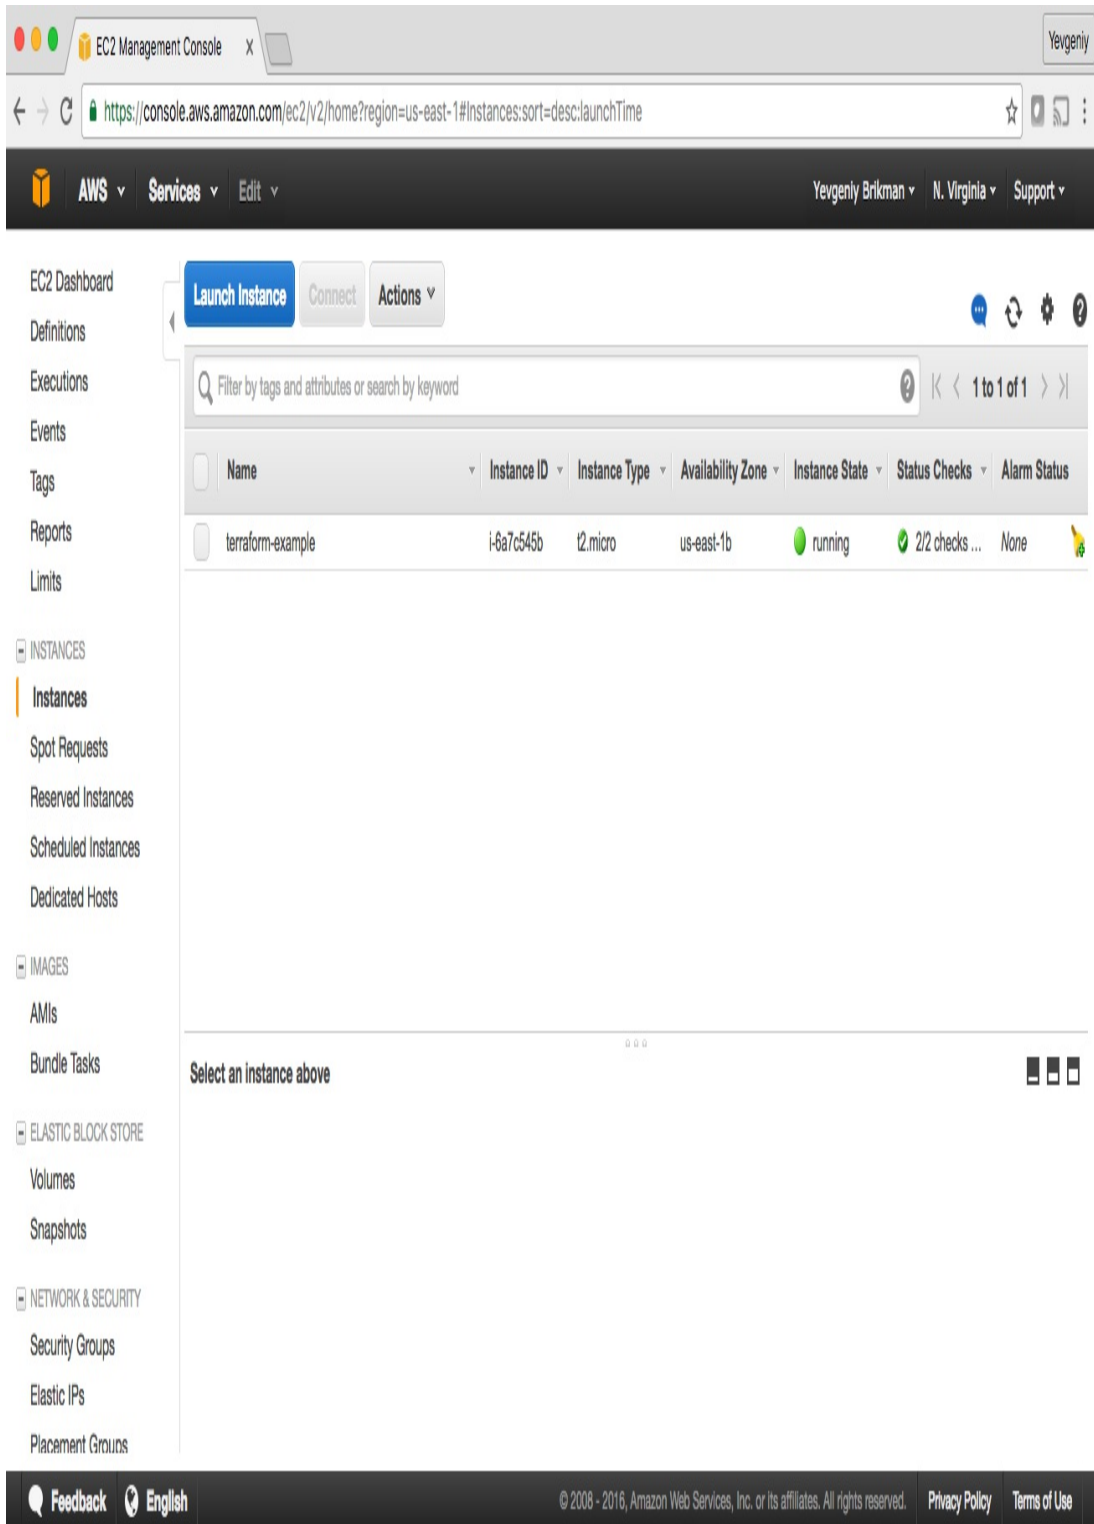 EC2 Management Console x
Yevgeniy
https://console.aws.amazon.com/ec2/v2/home?region=us-east-1#Instances:sort=desc:launchTime
AWS Services Edit Yevgeniy Brikman N. Virginia Support
EC2 Dashboard
Definitions
Executions
Events
Tags
Reports
Limits
INSTANCES
Instances
Spot Requests
Reserved Instances
Scheduled Instances
Dedicated Hosts
IMAGES
AMIs
Bundle Tasks
ELASTIC BLOCK STORE
Volumes
Snapshots
NETWORK & SECURITY
Security Groups
Elastic IPs
Placement Groups
Launch Instance Connect Actions
Filter by tags and attributes or search by keyword
1 to 1 of 1
Name Instance ID Instance Type Availability Zone Instance State Status Checks Alarm Status
terraform-example i-6a7c545b t2.micro us-east-1b running 2/2 checks ... None
Select an instance above
Feedback English © 2008 - 2016, Amazon Web Services, Inc. or its affiliates. All rights reserved. Privacy Policy Terms of Use